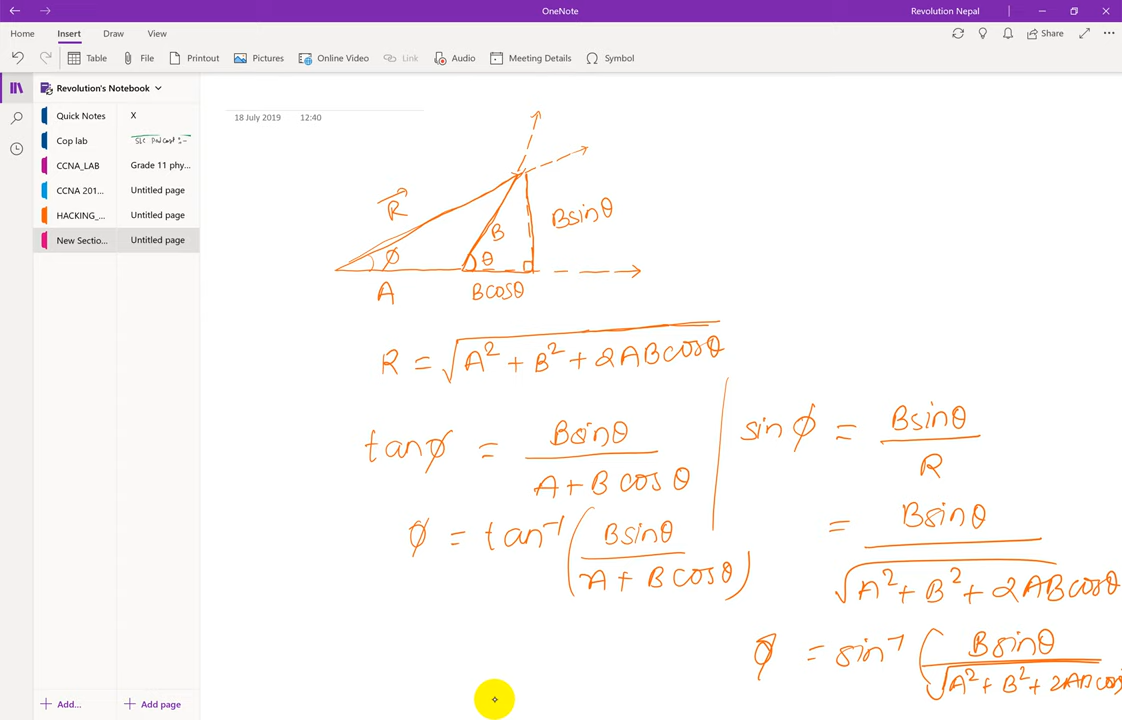 OneNote
Revolution Nepal
Home Insert Draw View
Share
Table File Printout Pictures Online Video Link Audio Meeting Details Symbol
Revolution's Notebook
Quick Notes
Cop lab
CCNA_LAB
CCNA 201...
HACKING_...
New Sectio...
X
Grade 11 phy...
Untitled page
Untitled page
Untitled page
Add...
Add page
18 July 2019 12:40
R
B
Bsinθ
φ
θ
A
Bcosθ
R = √A² + B² + 2ABcosθ
tanφ = Bsinθ / A + B cosθ
φ = tan⁻¹ (Bsinθ / A + Bcosθ)
sinφ = Bsinθ / R
= Bsinθ / √A² + B² + 2ABcosθ
φ = sin⁻¹ (Bsinθ / √A² + B² + 2ABcos